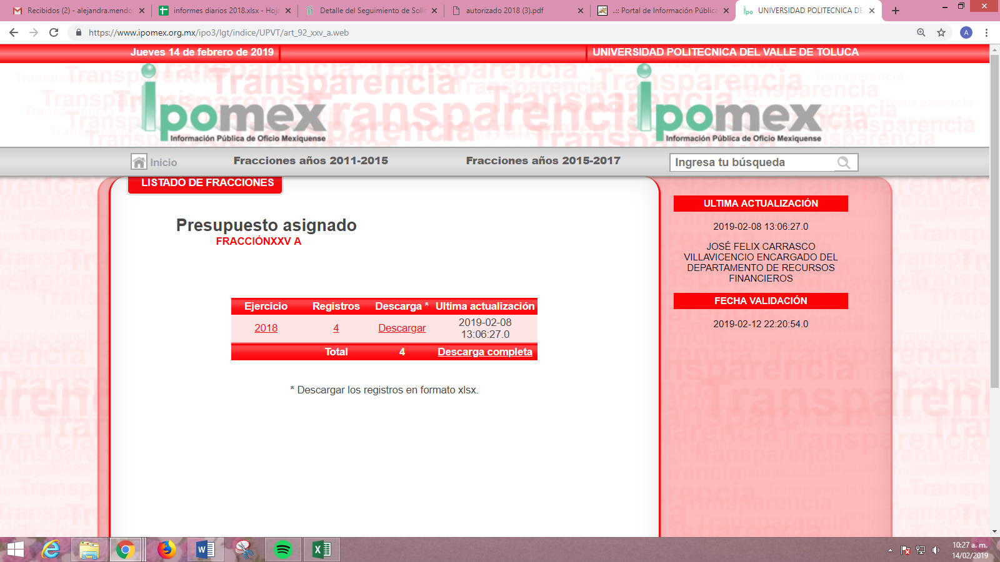 Recibidos (2) - alejandra.mendo
informes diarios 2018.xlsx - Hoja
Detalle del Seguimiento de Solic
autorizado 2018 (3).pdf
..:: Portal de Información Pública
UNIVERSIDAD POLITECNICA DE
https://www.ipomex.org.mx/ipo3/lgt/indice/UPVT/art_92_xxv_a.web
A
Jueves 14 de febrero de 2019
UNIVERSIDAD POLITECNICA DEL VALLE DE TOLUCA
Transparencia
ipomex
Información Pública de Oficio Mexiquense
ipomex
Información Pública de Oficio Mexiquense
Inicio
Fracciones años 2011-2015
Fracciones años 2015-2017
Ingresa tu búsqueda
LISTADO DE FRACCIONES
Presupuesto asignado
FRACCIÓNXXV A
Ejercicio Registros Descarga * Ultima actualización
2018 4 Descargar 2019-02-08
13:06:27.0
Total 4 Descarga completa
* Descargar los registros en formato xlsx.
ULTIMA ACTUALIZACIÓN
2019-02-08 13:06:27.0
JOSÉ FELIX CARRASCO
VILLAVICENCIO ENCARGADO DEL
DEPARTAMENTO DE RECURSOS
FINANCIEROS
FECHA VALIDACIÓN
2019-02-12 22:20:54.0
10:27 a. m.
14/02/2019